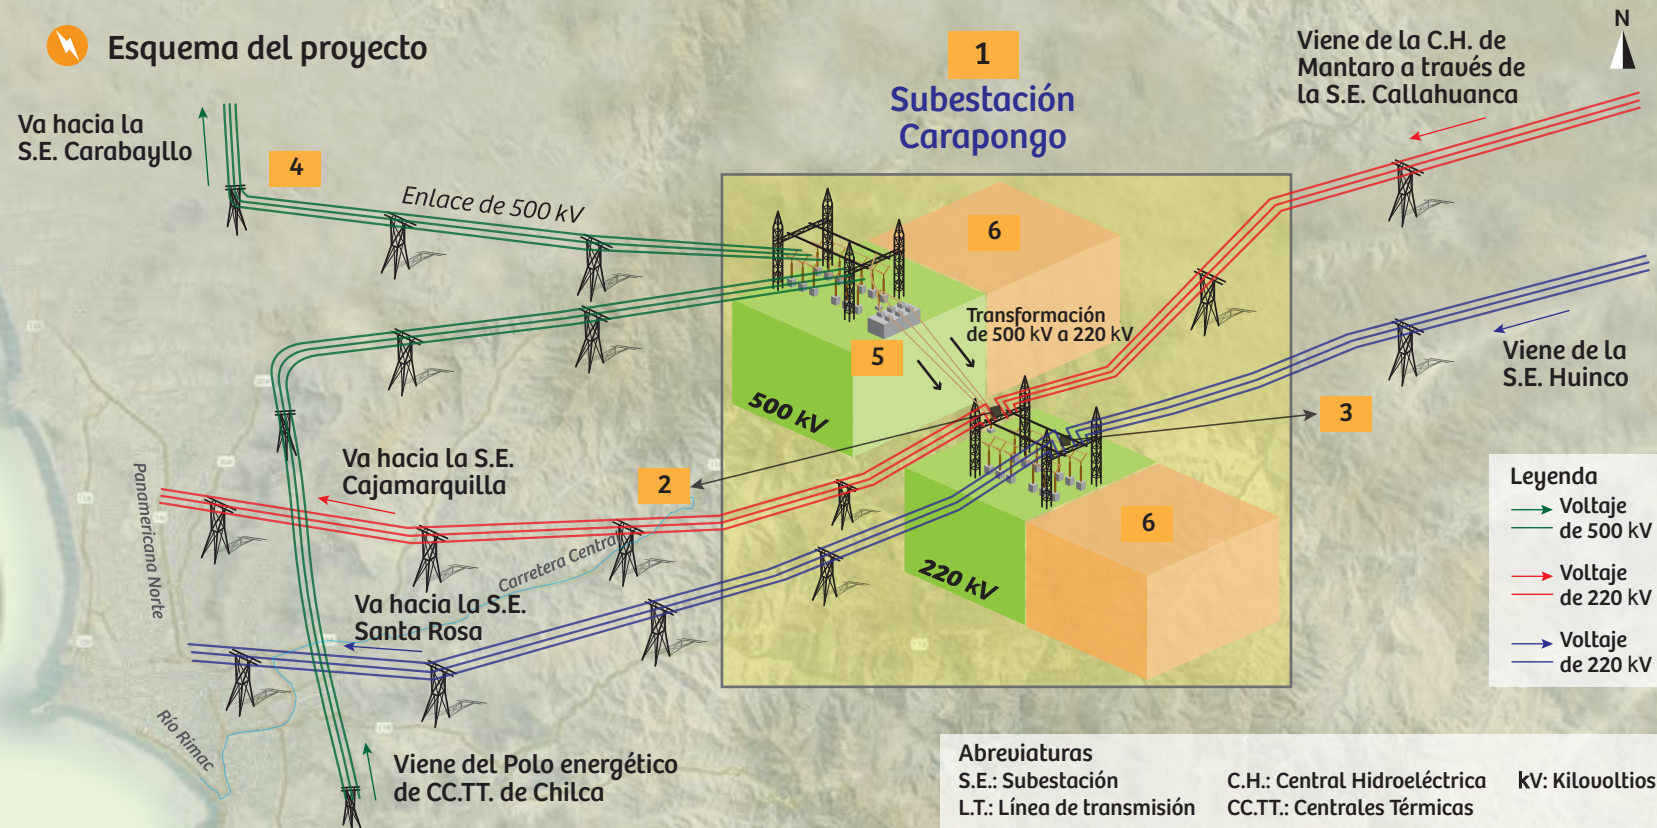 Esquema del proyecto
1
Subestación
Carapongo
Viene de la C.H. de
Mantaro a través de
la S.E. Callahuanca
N
Va hacia la
S.E. Carabayllo
4
Enlace de 500 kV
6
Transformación
de 500 kV a 220 kV
5
500 kV
Viene de la
S.E. Huinco
3
Va hacia la S.E.
Cajamarquilla
2
Panamericana Norte
Carretera Central
6
220 kV
Va hacia la S.E.
Santa Rosa
Río Rimac
Viene del Polo energético
de CC.TT. de Chilca
Leyenda
Voltaje
de 500 kV
Voltaje
de 220 kV
Voltaje
de 220 kV
Abreviaturas
S.E.: Subestación
C.H.: Central Hidroeléctrica
kV: Kilovoltios
L.T.: Línea de transmisión
CC.TT.: Centrales Térmicas